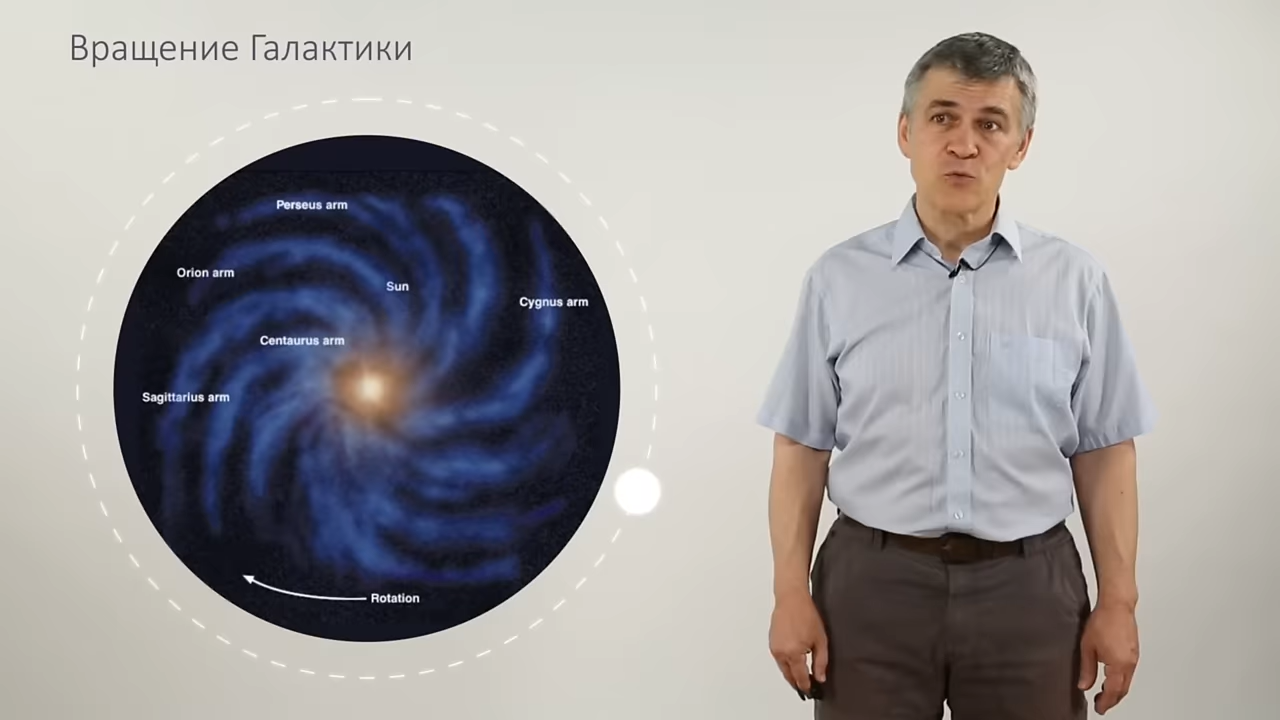 Вращение Галактики
Perseus arm
Orion arm
Sun
Cygnus arm
Centaurus arm
Sagittarius arm
Rotation